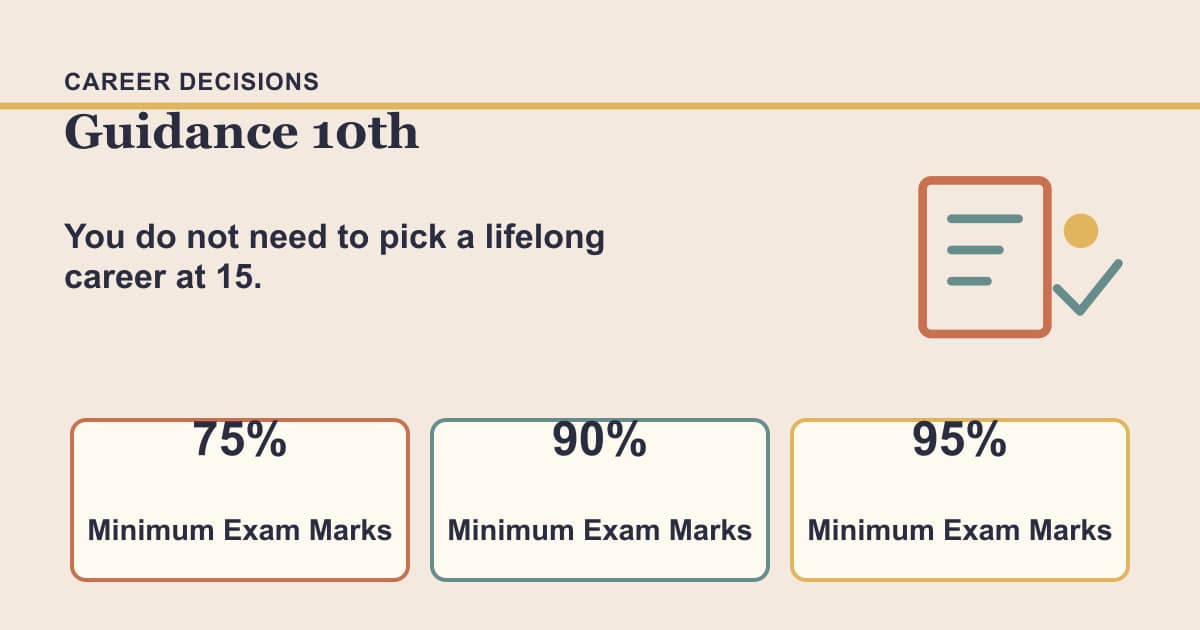 CAREER DECISIONS
Guidance 10th
You do not need to pick a lifelong
career at 15.
75%
Minimum Exam Marks
90%
Minimum Exam Marks
95%
Minimum Exam Marks